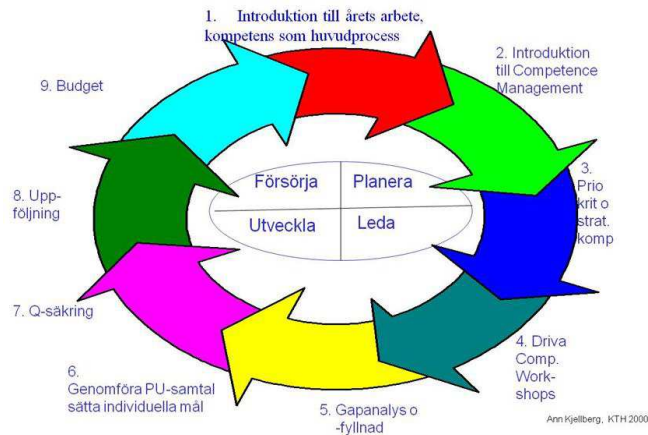 1. Introduktion till årets arbete,
kompetens som huvudprocess
2. Introduktion
till Competence
Management
3.
Prio
krit o
strat.
komp
4. Driva
Comp.
Work-
shops
5. Gapanalys o
-fyllnad
6.
Genomföra PU-samtal
sätta individuella mål
7. Q-säkring
8. Upp-
följning
9. Budget
Försörja
Planera
Utveckla
Leda
Ann Kjellberg, KTH 2000